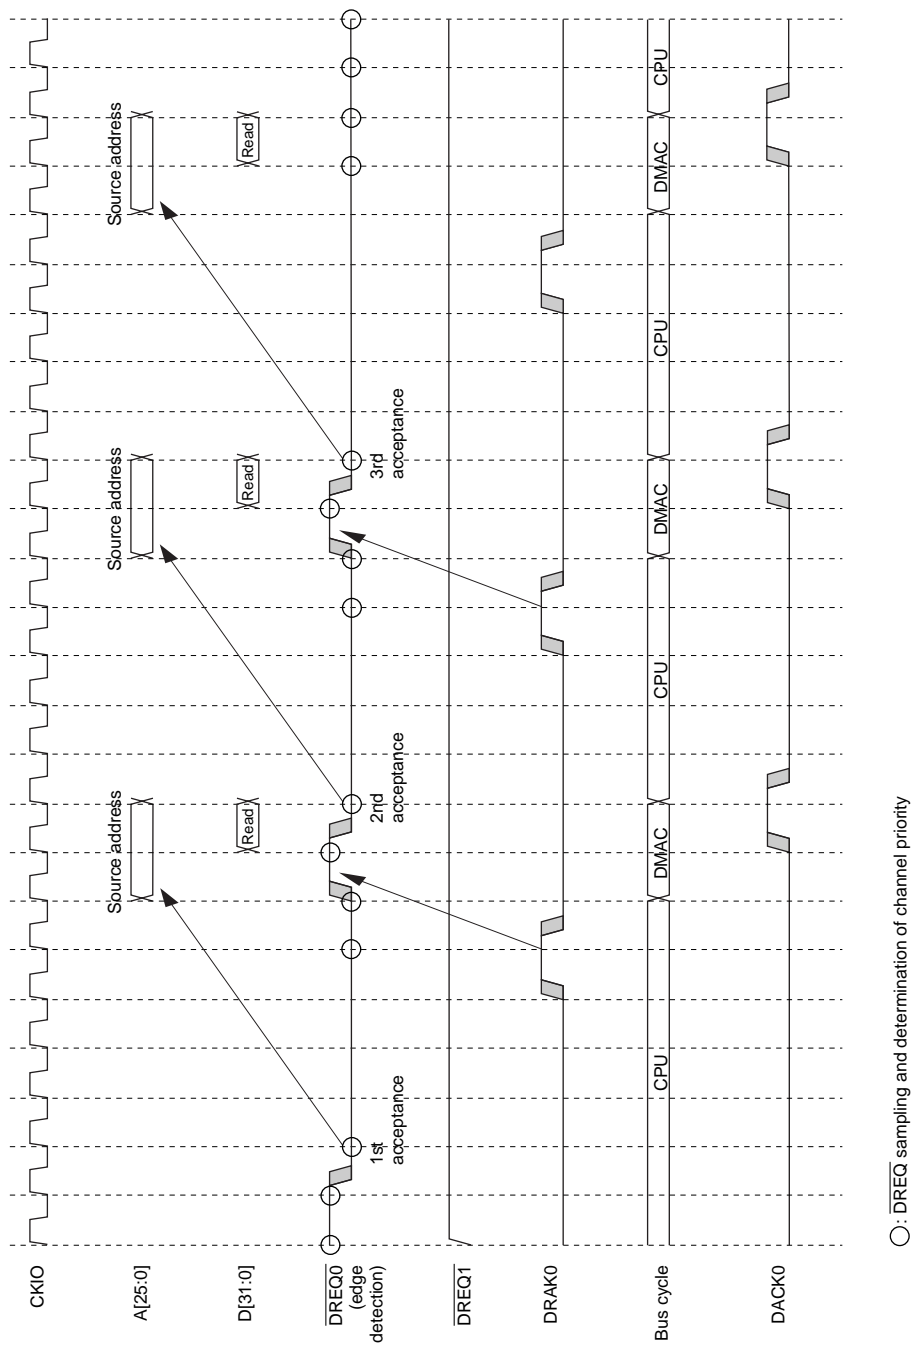 CKIO
A[25:0]
Source address
Source address
Source address
D[31:0]
Read
Read
Read
DREQ0
(edge
detection)
1st
acceptance
2nd
acceptance
3rd
acceptance
DREQ1
DRAK0
Bus cycle
CPU
DMAC
CPU
DMAC
CPU
DMAC
CPU
DACK0
○: DREQ sampling and determination of channel priority